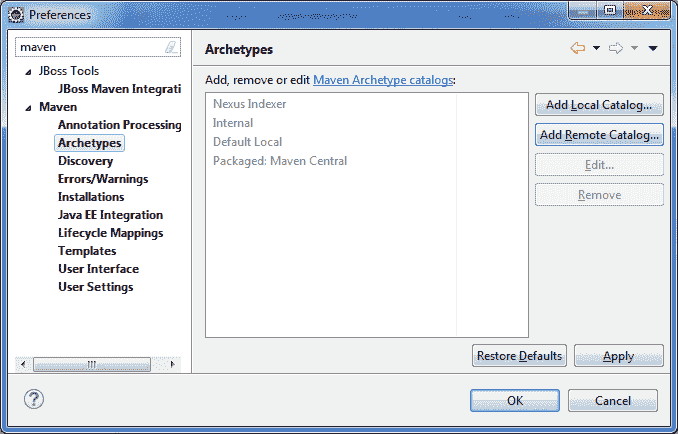 Preferences
maven
Archetypes
JBoss Tools
JBoss Maven Integrati
Maven
Annotation Processing
Archetypes
Discovery
Errors/Warnings
Installations
Java EE Integration
Lifecycle Mappings
Templates
User Interface
User Settings
Add, remove or edit Maven Archetype catalogs:
Nexus Indexer
Internal
Default Local
Packaged: Maven Central
Add Local Catalog...
Add Remote Catalog...
Edit...
Remove
Restore Defaults
Apply
?
OK
Cancel